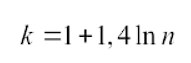 k =1+1,4 ln n